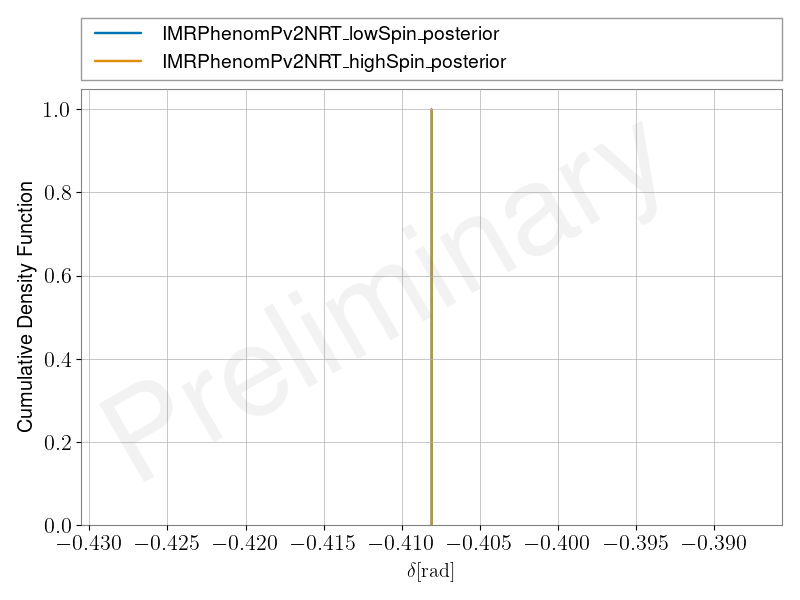 IMRPhenomPv2NRT_lowSpin_posterior
IMRPhenomPv2NRT_highSpin_posterior
1.0
0.8
0.6
0.4
0.2
0.0
Cumulative Density Function
Preliminary
−0.430 −0.425 −0.420 −0.415 −0.410 −0.405 −0.400 −0.395 −0.390
δ[rad]